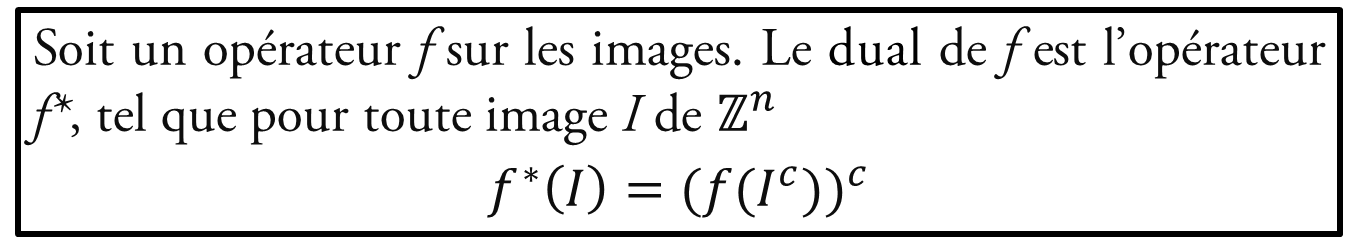 Soit un opérateur f sur les images. Le dual de f est l’opérateur
f*, tel que pour toute image I de ℤⁿ
f*(I) = (f(Iᶜ))ᶜ